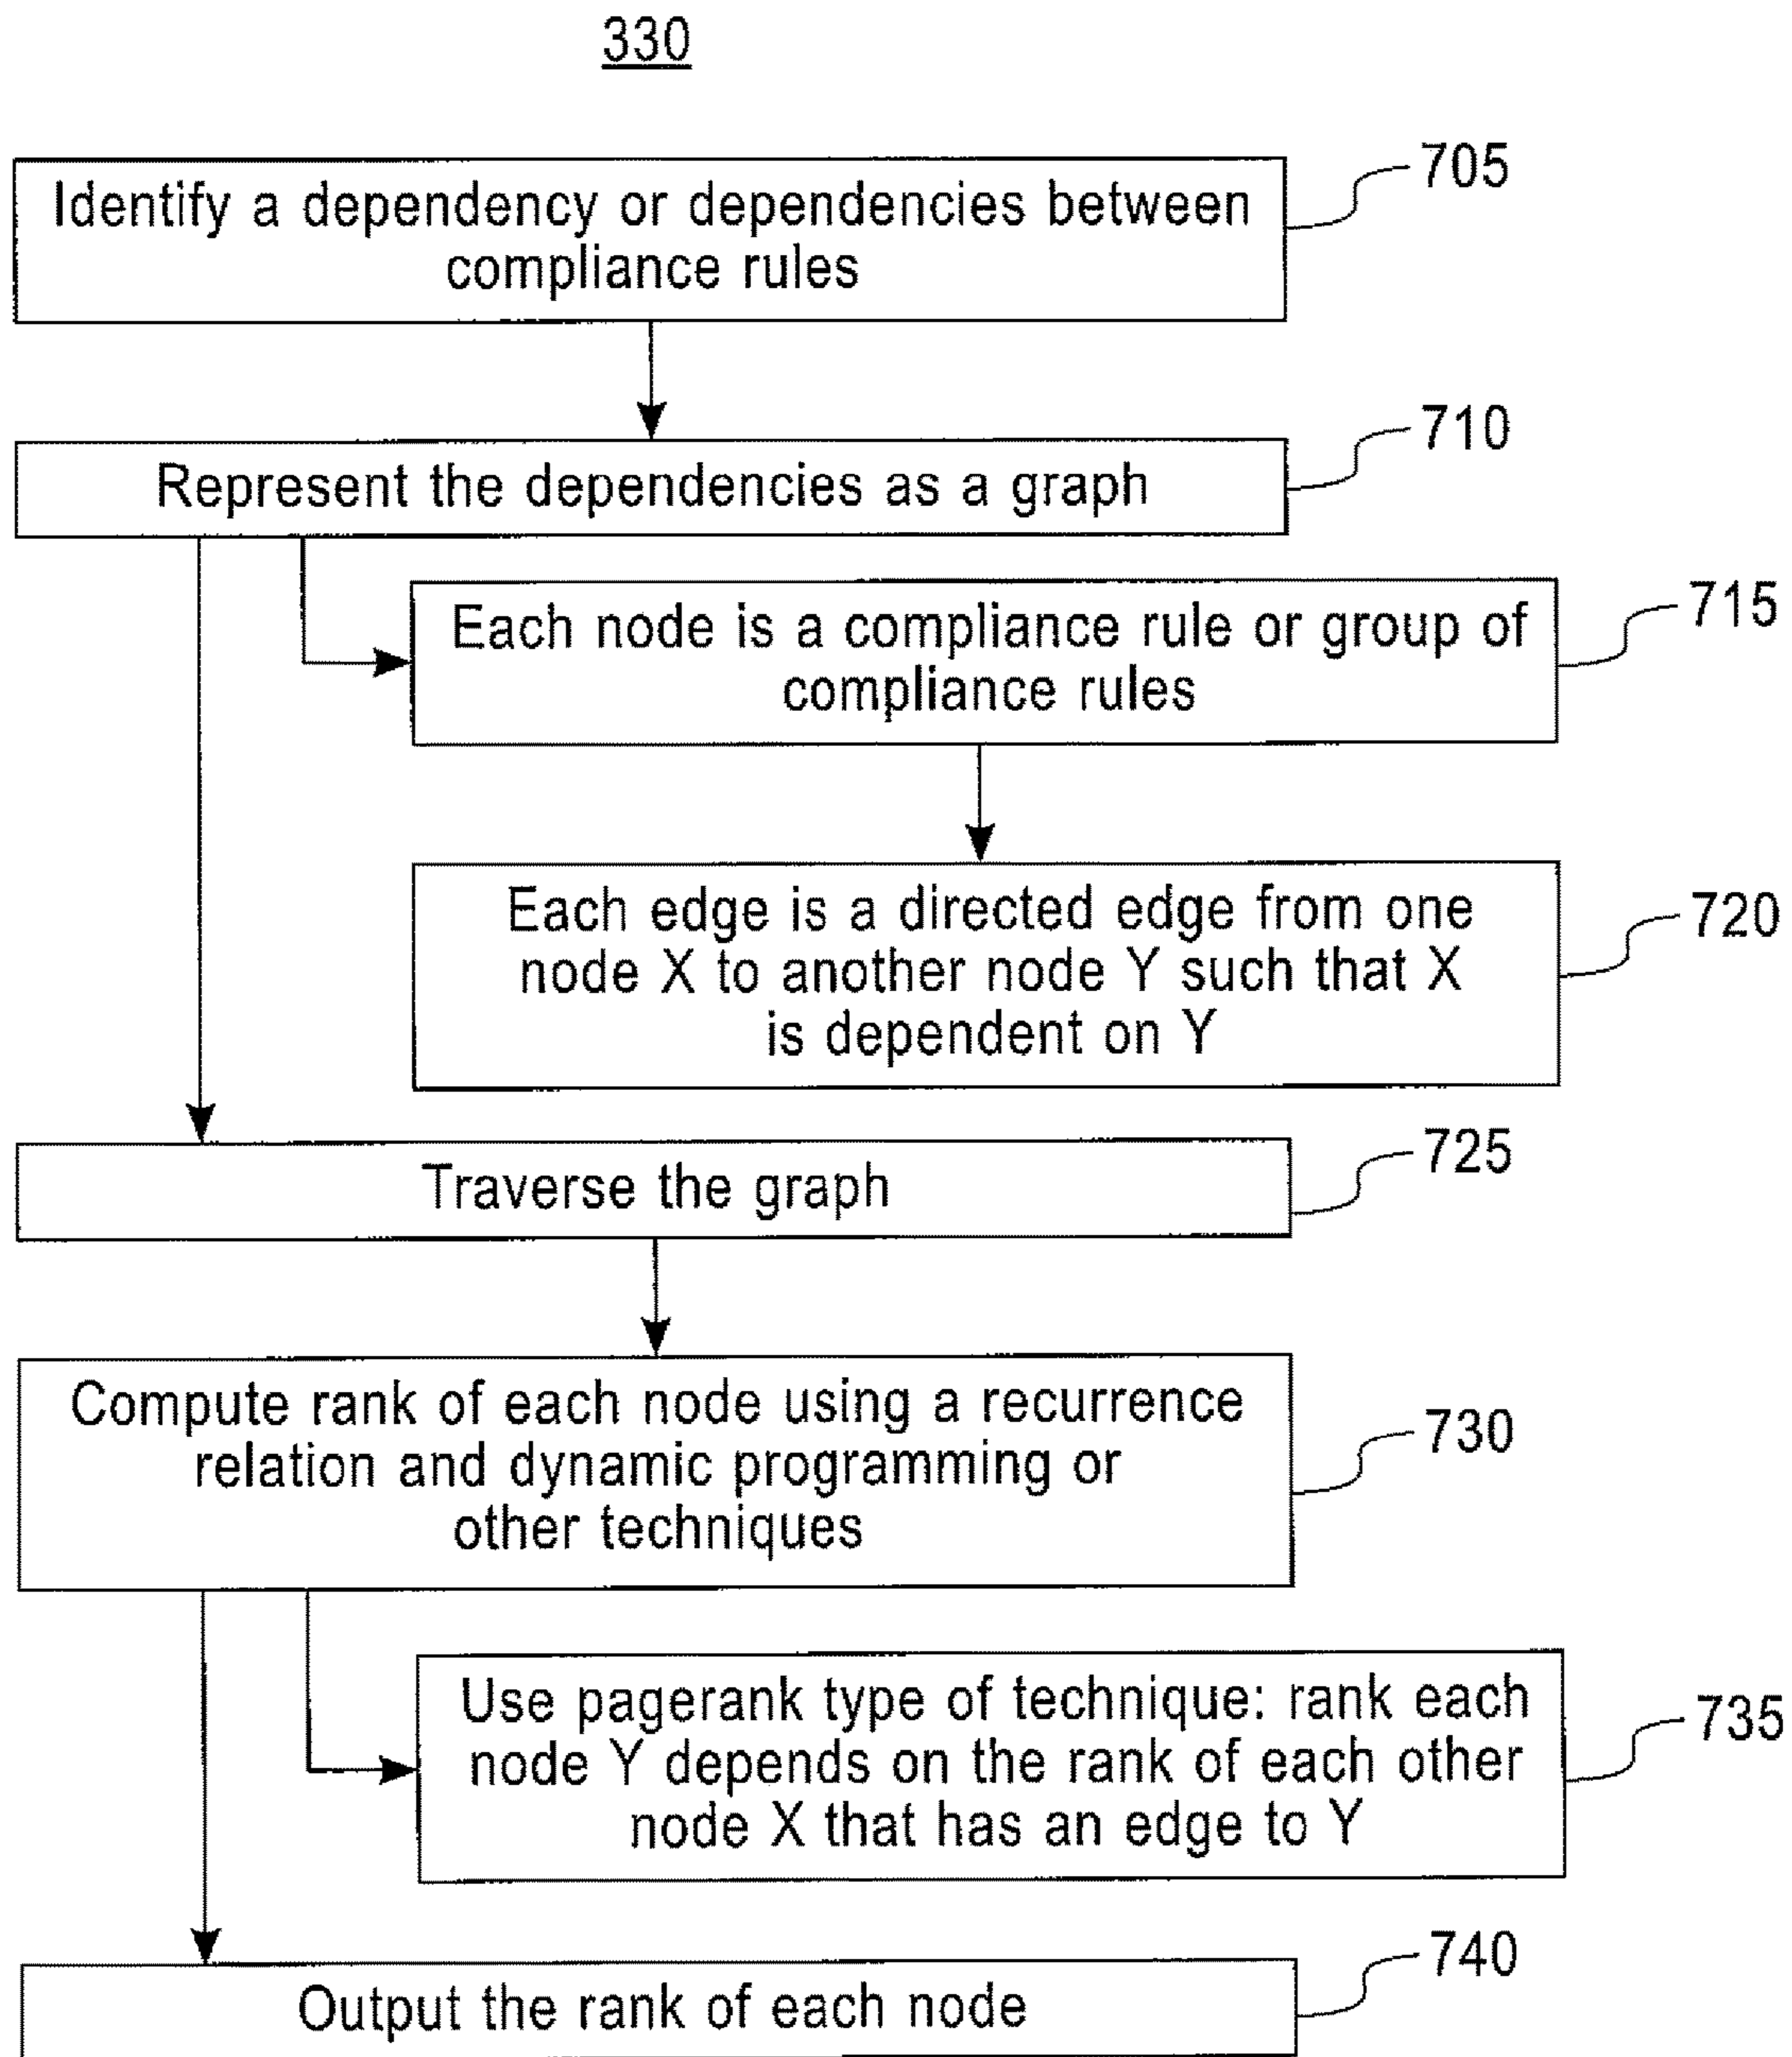 330
Identify a dependency or dependencies between
compliance rules
705
Represent the dependencies as a graph
710
Each node is a compliance rule or group of
compliance rules
715
Each edge is a directed edge from one
node X to another node Y such that X
is dependent on Y
720
Traverse the graph
725
Compute rank of each node using a recurrence
relation and dynamic programming or
other techniques
730
Use pagerank type of technique: rank each
node Y depends on the rank of each other
node X that has an edge to Y
735
Output the rank of each node
740